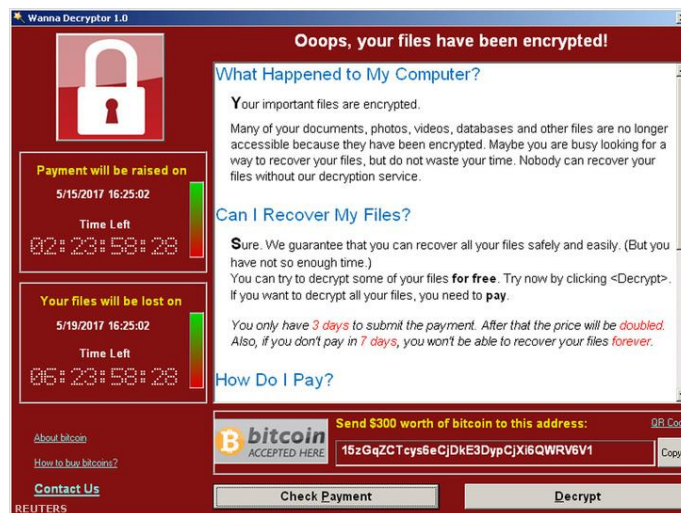 Wanna Decryptor 1.0
Ooops, your files have been encrypted!
What Happened to My Computer?
Your important files are encrypted.
Many of your documents, photos, videos, databases and other files are no longer
accessible because they have been encrypted. Maybe you are busy looking for a
way to recover your files, but do not waste your time. Nobody can recover your
files without our decryption service.
Can I Recover My Files?
Sure. We guarantee that you can recover all your files safely and easily. (But you
have not so enough time.)
You can try to decrypt some of your files for free. Try now by clicking <Decrypt>.
If you want to decrypt all your files, you need to pay.
You only have 3 days to submit the payment. After that the price will be doubled.
Also, if you don't pay in 7 days, you won't be able to recover your files forever.
How Do I Pay?
Payment will be raised on
5/15/2017 16:25:02
Time Left
02:23:58:28
Your files will be lost on
5/19/2017 16:25:02
Time Left
06:23:58:28
About bitcoin
How to buy bitcoins?
Contact Us
bitcoin
ACCEPTED HERE
Send $300 worth of bitcoin to this address:
QR Cod
15zGqZCTcys6eCjDkE3DypCjXi6QWRV6V1
Copy
Check Payment
Decrypt
REUTERS